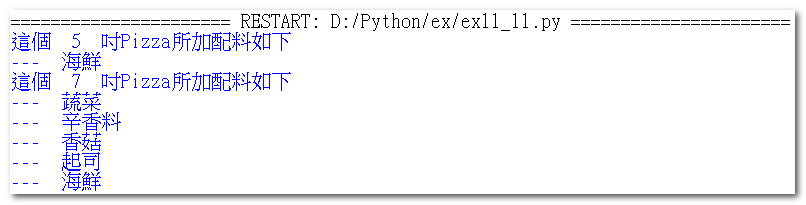 ===================== RESTART: D:/Python/ex/ex11_11.py ======================
這個  5  吋Pizza所加配料如下
---  海鮮
這個  7  吋Pizza所加配料如下
---  蔬菜
---  辛香料
---  香菇
---  起司
---  海鮮